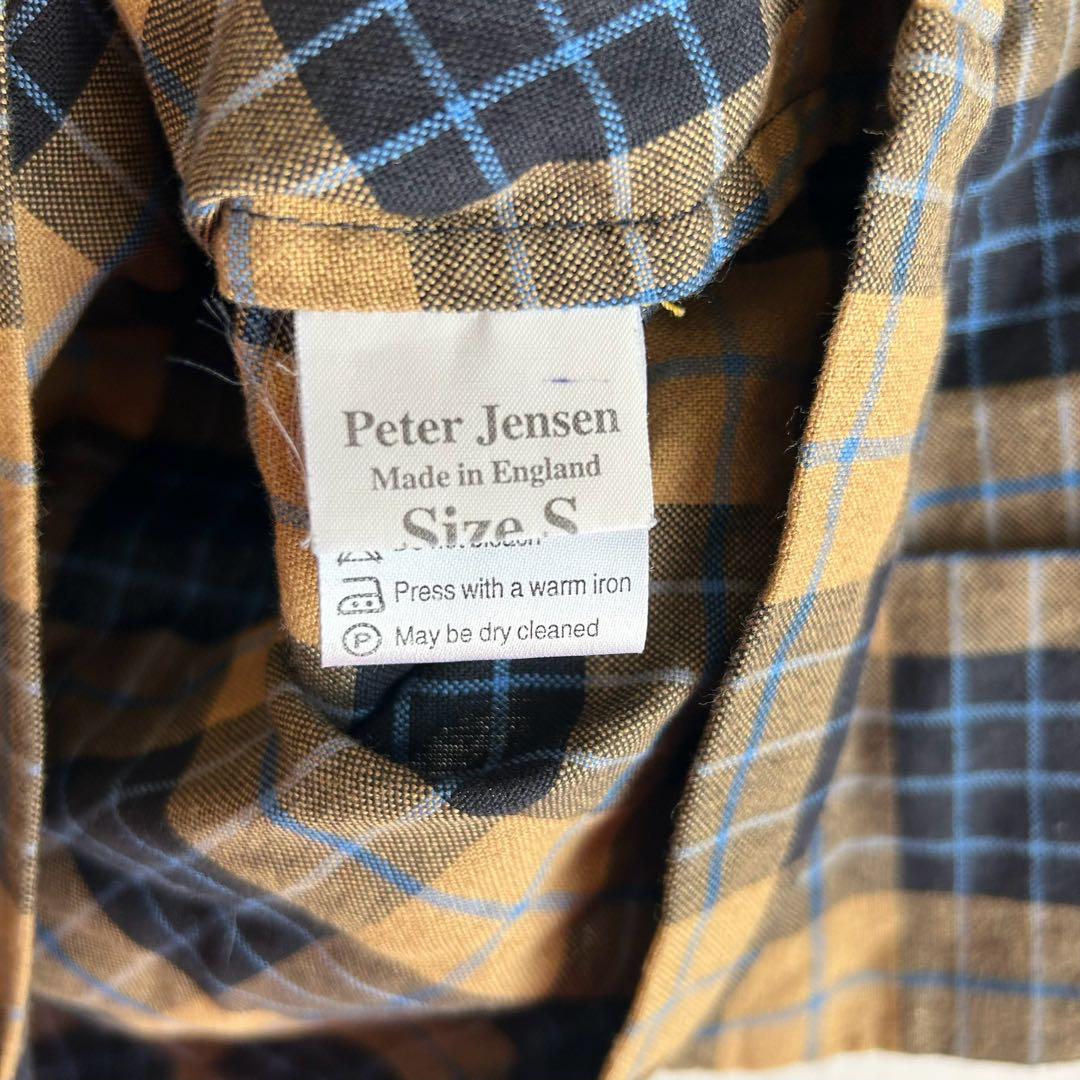 Peter Jensen
Made in England
Size S
Press with a warm iron
P May be dry cleaned